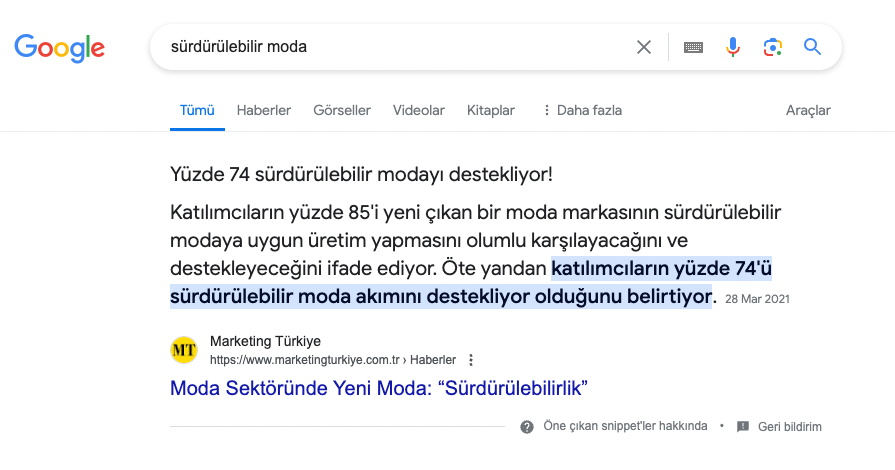 Google
sürdürülebilir moda
Tümü Haberler Görseller Videolar Kitaplar Daha fazla Araçlar
Yüzde 74 sürdürülebilir modayı destekliyor!
Katılımcıların yüzde 85'i yeni çıkan bir moda markasının sürdürülebilir
modaya uygun üretim yapmasını olumlu karşılayacağını ve
destekleyeceğini ifade ediyor. Öte yandan katılımcıların yüzde 74'ü
sürdürülebilir moda akımını destekliyor olduğunu belirtiyor. 28 Mar 2021
MT
Marketing Türkiye
https://www.marketingturkiye.com.tr › Haberler
Moda Sektöründe Yeni Moda: “Sürdürülebilirlik”
Öne çıkan snippet'ler hakkında • Geri bildirim